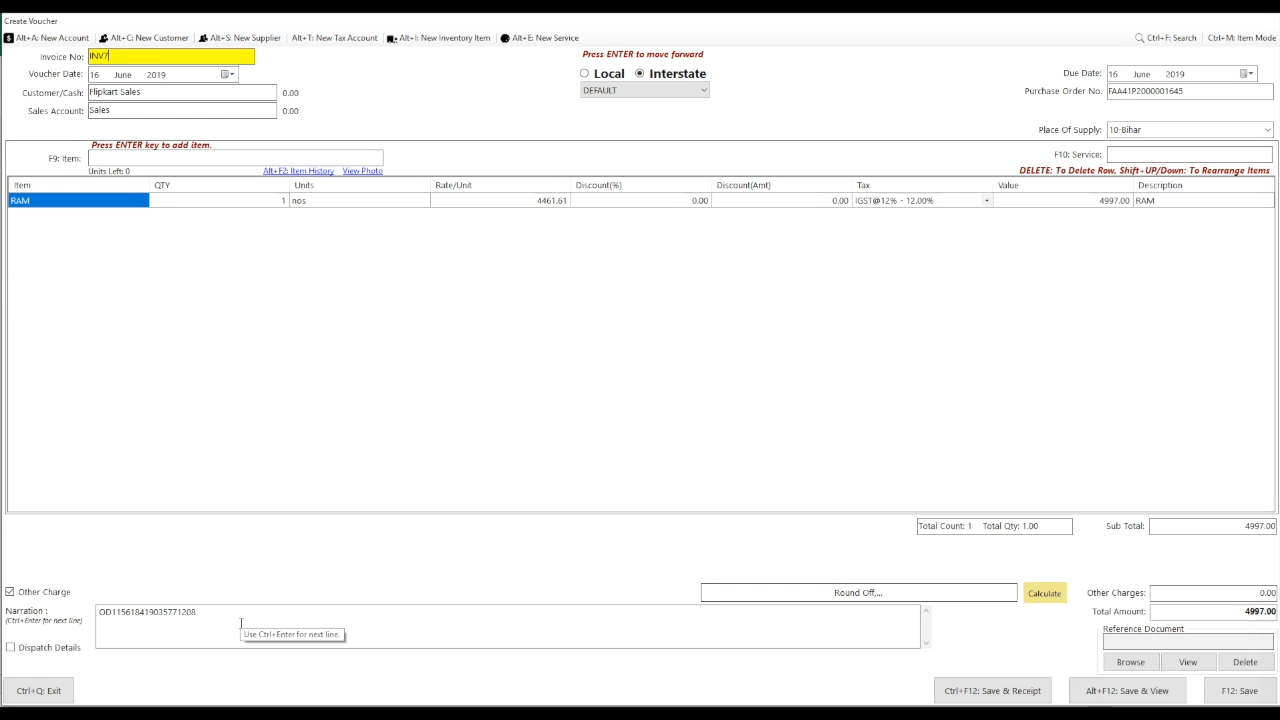 Create Voucher
Alt+A: New Account Alt+C: New Customer Alt+S: New Supplier Alt+T: New Tax Account Alt+I: New Inventory Item Alt+E: New Service Ctrl+F: Search Ctrl+M: Item Mode
Invoice No: INV7 Press ENTER to move forward
Voucher Date: 16 June 2019 Local Interstate Due Date: 16 June 2019
Customer/Cash: Flipkart Sales 0.00 DEFAULT Purchase Order No. FAA41P2000001645
Sales Account: Sales 0.00
Place Of Supply: 10-Bihar
Press ENTER key to add item.
F9: Item: F10: Service:
Units Left: 0 Alt+F2: Item History View Photo DELETE: To Delete Row, Shift+UP/Down: To Rearrange Items
Item QTY Units Rate/Unit Discount(%) Discount(Amt) Tax Value Description
RAM 1 nos 4461.61 0.00 0.00 IGST@12% - 12.00% 4997.00 RAM
Total Count: 1 Total Qty: 1.00 Sub Total: 4997.00
Other Charge Round Off,... Calculate Other Charges: 0.00
Narration : OD115618419035771208 Total Amount: 4997.00
(Ctrl+Enter for next line)
Use Ctrl+Enter for next line. Reference Document
Dispatch Details
Browse View Delete
Ctrl+Q: Exit Ctrl+F12: Save & Receipt Alt+F12: Save & View F12: Save